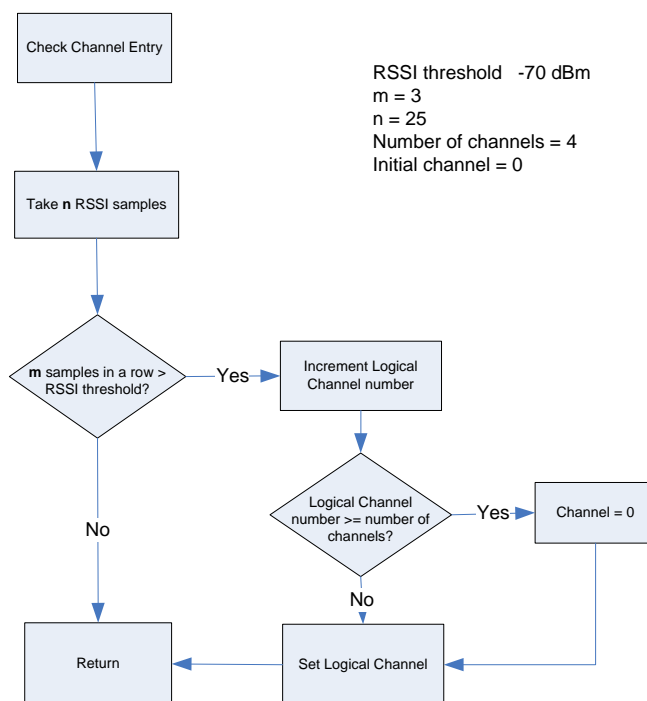 Check Channel Entry
RSSI threshold -70 dBm
m = 3
n = 25
Number of channels = 4
Initial channel = 0
Take n RSSI samples
m samples in a row >
RSSI threshold?
Yes
Increment Logical
Channel number
No
Logical Channel
number >= number of
channels?
Yes
Channel = 0
No
Set Logical Channel
Return